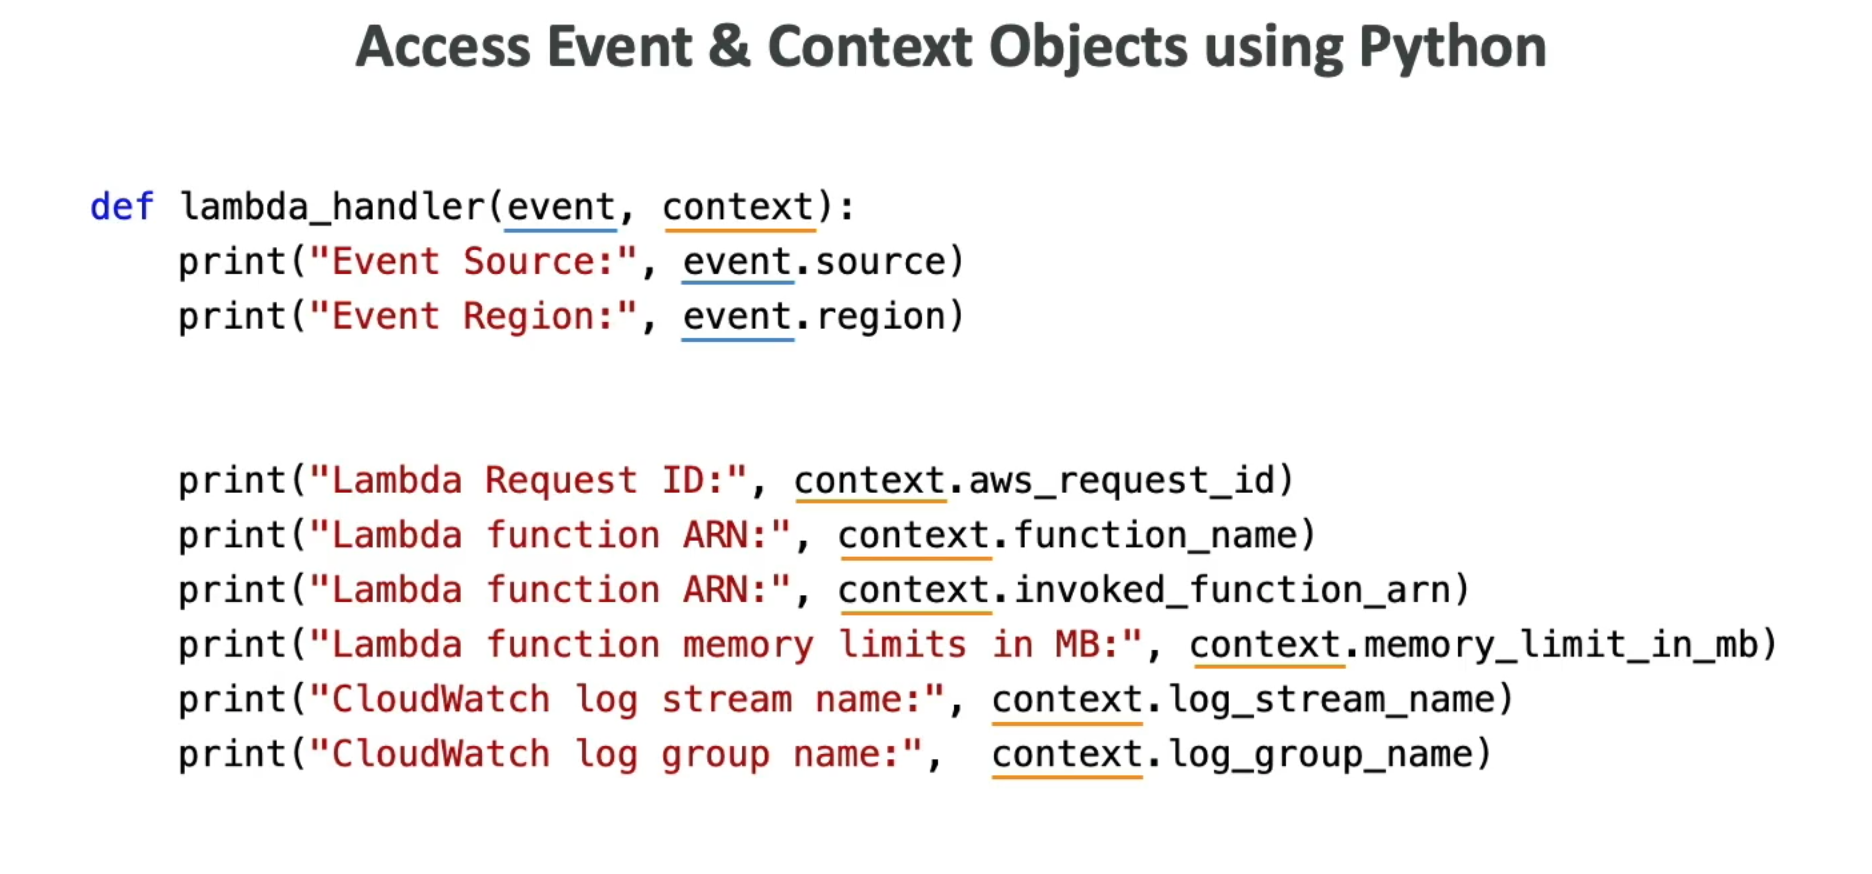 Access Event & Context Objects using Python
def lambda_handler(event, context):
    print("Event Source:", event.source)
    print("Event Region:", event.region)
    print("Lambda Request ID:", context.aws_request_id)
    print("Lambda function ARN:", context.function_name)
    print("Lambda function ARN:", context.invoked_function_arn)
    print("Lambda function memory limits in MB:", context.memory_limit_in_mb)
    print("CloudWatch log stream name:", context.log_stream_name)
    print("CloudWatch log group name:",  context.log_group_name)